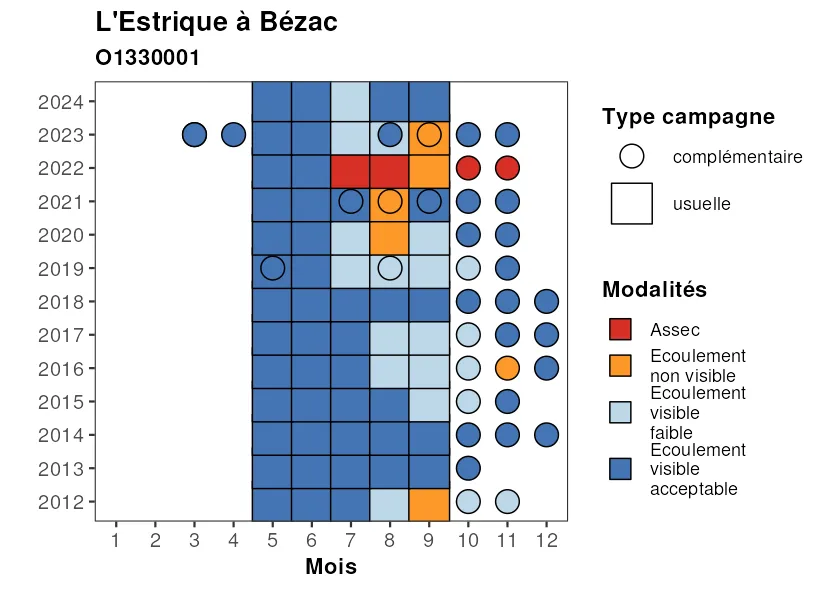 L'Estrique à Bézac
O1330001
2024
2023
2022
2021
2020
2019
2018
2017
2016
2015
2014
2013
2012
1 2 3 4 5 6 7 8 9 10 11 12
Mois
Type campagne
complémentaire
usuelle
Modalités
Assec
Ecoulement
non visible
Ecoulement
visible
faible
Ecoulement
visible
acceptable